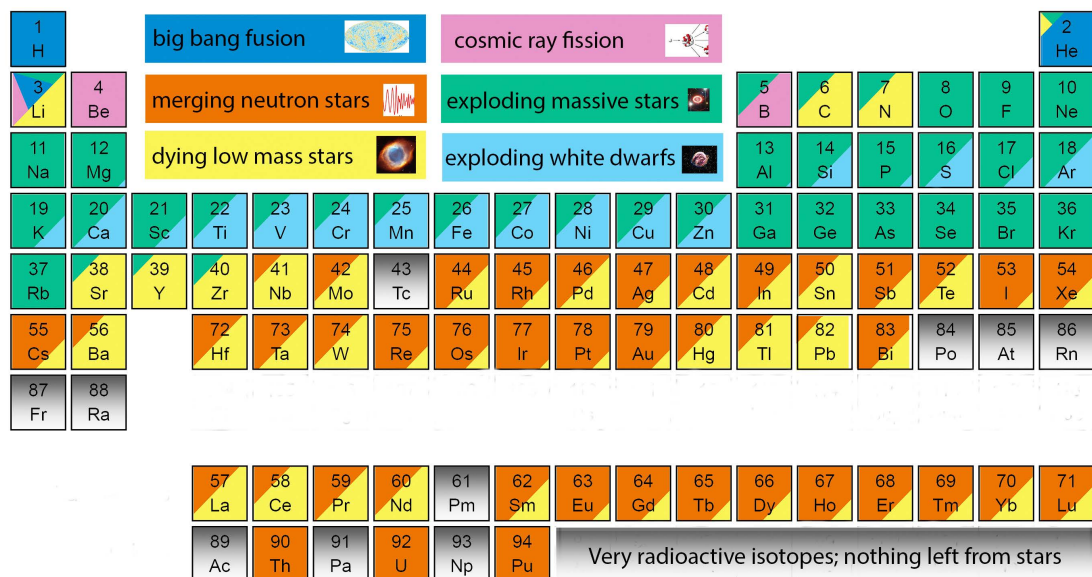 1 2
H big bang fusion cosmic ray fission He
3 4 5 6 7 8 9 10
Li Be merging neutron stars exploding massive stars B C N O F Ne
11 12 13 14 15 16 17 18
Na Mg dying low mass stars exploding white dwarfs Al Si P S Cl Ar
19 20 21 22 23 24 25 26 27 28 29 30 31 32 33 34 35 36
K Ca Sc Ti V Cr Mn Fe Co Ni Cu Zn Ga Ge As Se Br Kr
37 38 39 40 41 42 43 44 45 46 47 48 49 50 51 52 53 54
Rb Sr Y Zr Nb Mo Tc Ru Rh Pd Ag Cd In Sn Sb Te I Xe
55 56 72 73 74 75 76 77 78 79 80 81 82 83 84 85 86
Cs Ba Hf Ta W Re Os Ir Pt Au Hg Tl Pb Bi Po At Rn
87 88
Fr Ra
57 58 59 60 61 62 63 64 65 66 67 68 69 70 71
La Ce Pr Nd Pm Sm Eu Gd Tb Dy Ho Er Tm Yb Lu
89 90 91 92 93 94
Ac Th Pa U Np Pu Very radioactive isotopes; nothing left from stars